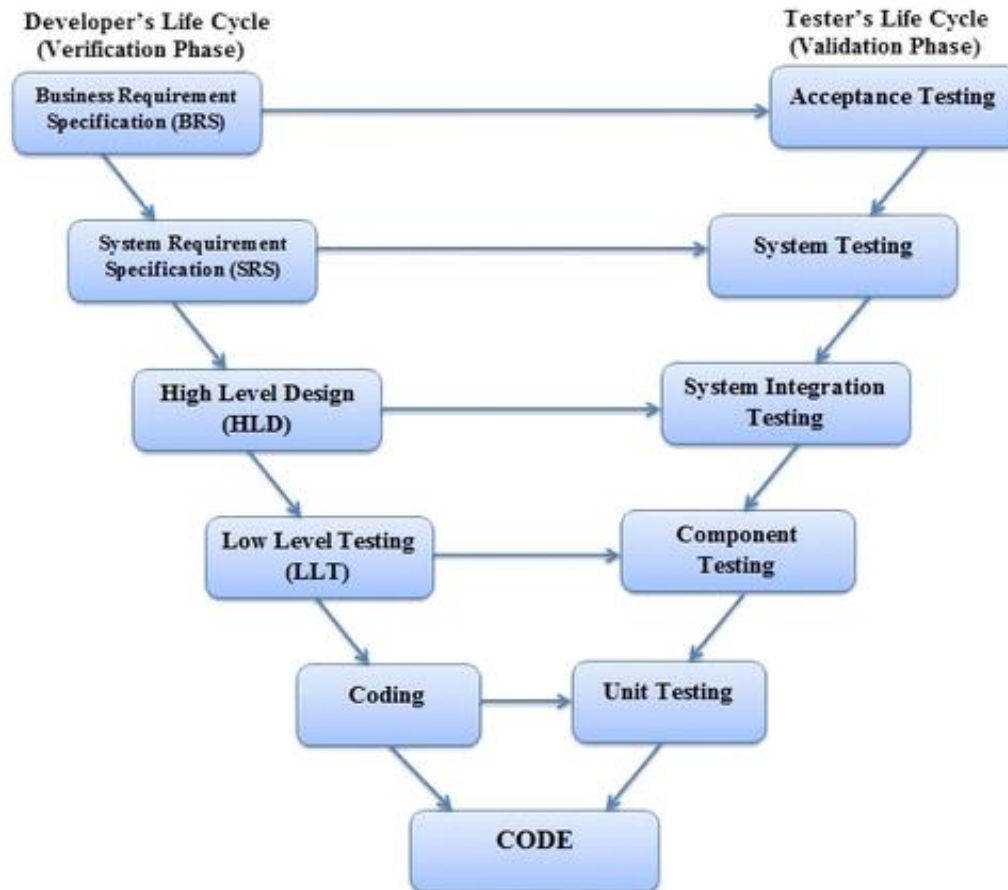 Developer's Life Cycle
(Verification Phase)
Tester's Life Cycle
(Validation Phase)
Business Requirement
Specification (BRS)
Acceptance Testing
System Requirement
Specification (SRS)
System Testing
High Level Design
(HLD)
System Integration
Testing
Low Level Testing
(LLT)
Component
Testing
Coding
Unit Testing
CODE